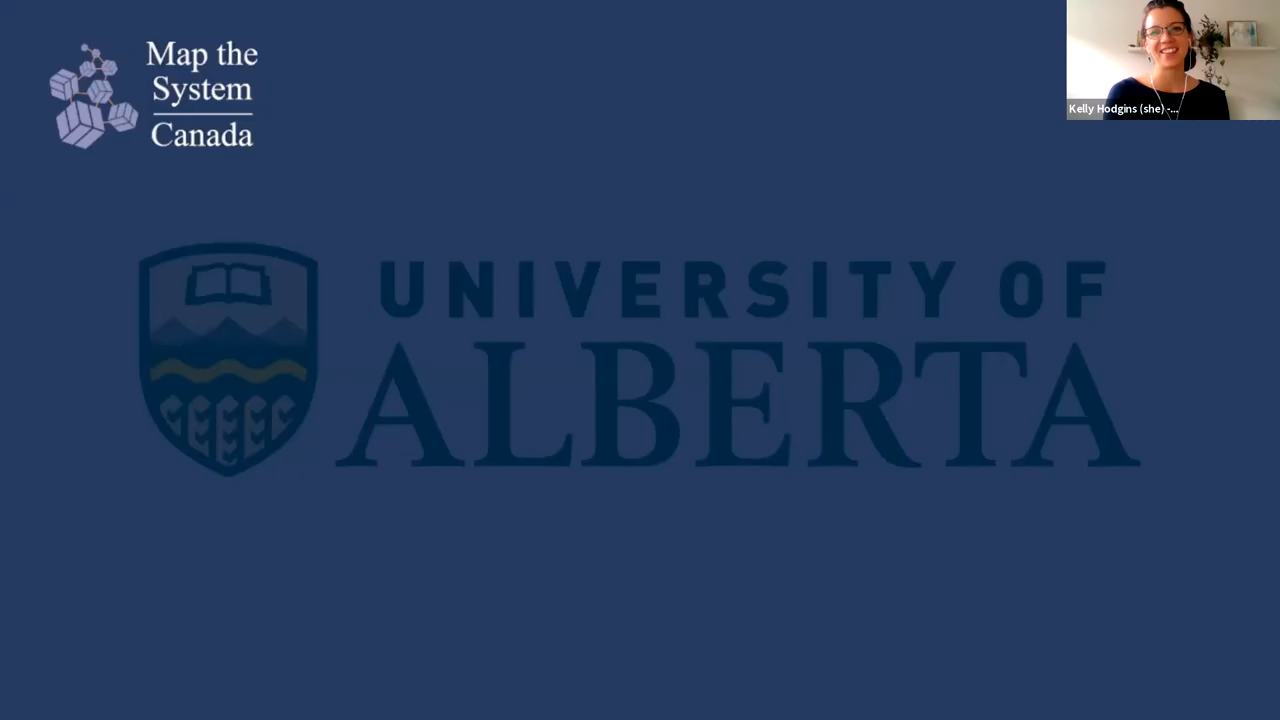 Map the
System
Canada
Kelly Hodgins (she) -...
UNIVERSITY OF
ALBERTA